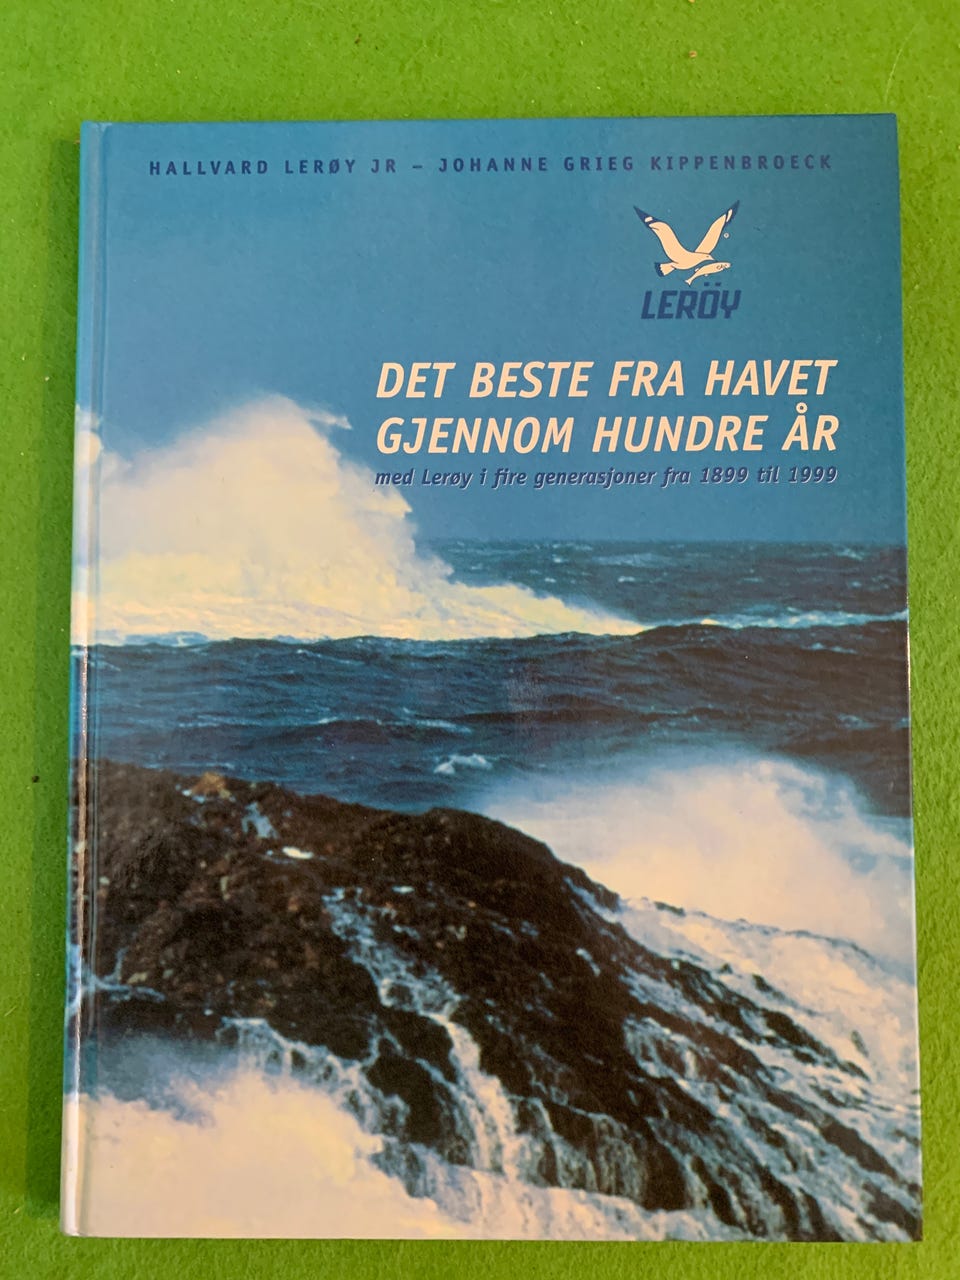 HALLVARD LERØY JR – JOHANNE GRIEG KIPPENBROECK
LERÖY
DET BESTE FRA HAVET
GJENNOM HUNDRE ÅR
med Lerøy i fire generasjoner fra 1899 til 1999